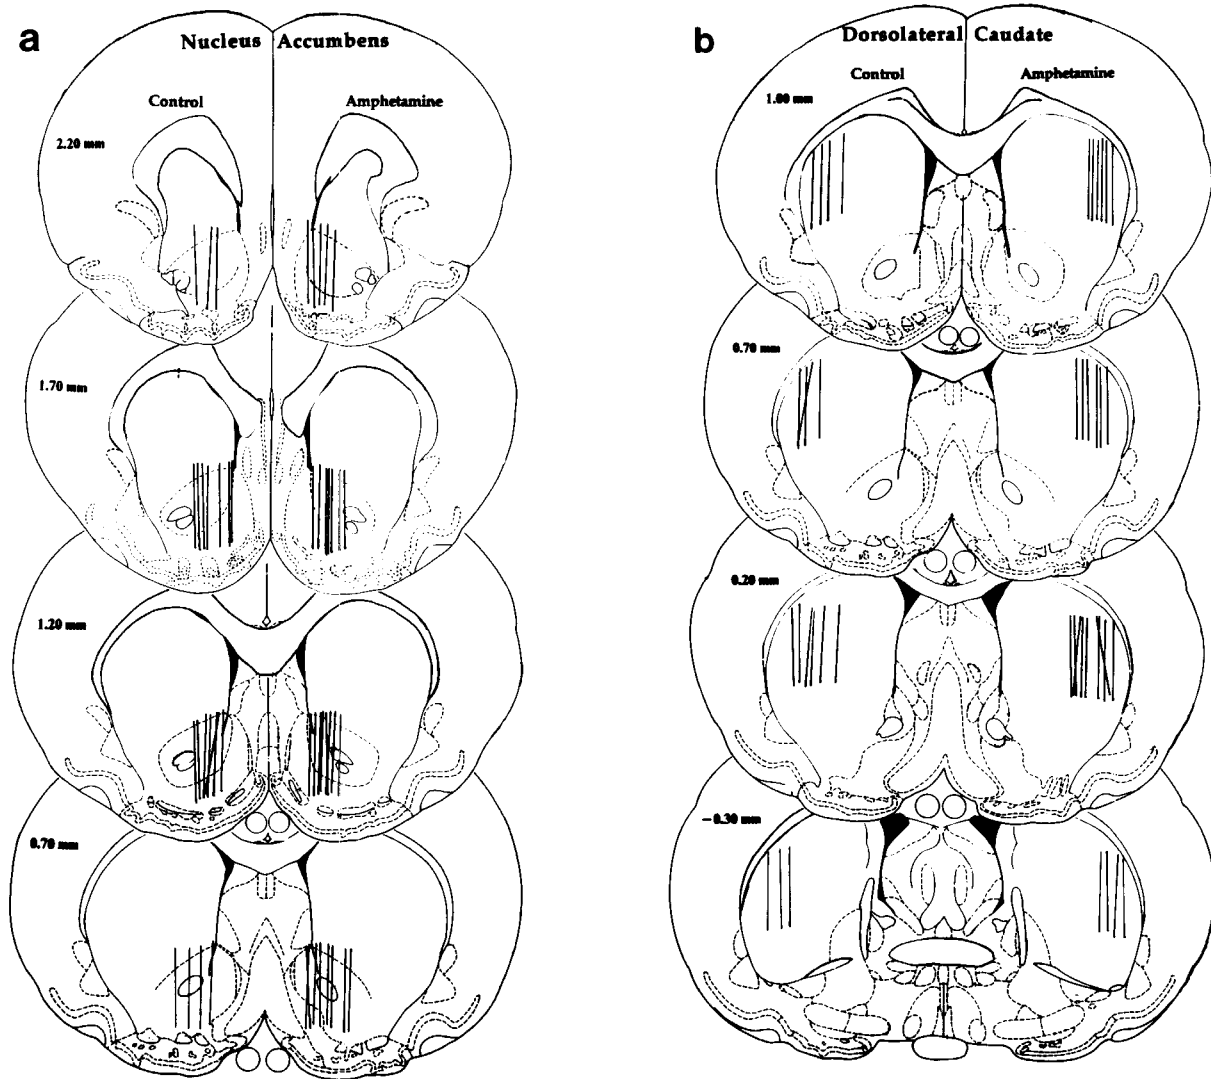 a
Nucleus Accumbens
Control Amphetamine
2.20 mm
1.70 mm
1.20 mm
0.70 mm
b
Dorsolateral Caudate
Control Amphetamine
1.00 mm
0.70 mm
0.20 mm
−0.30 mm